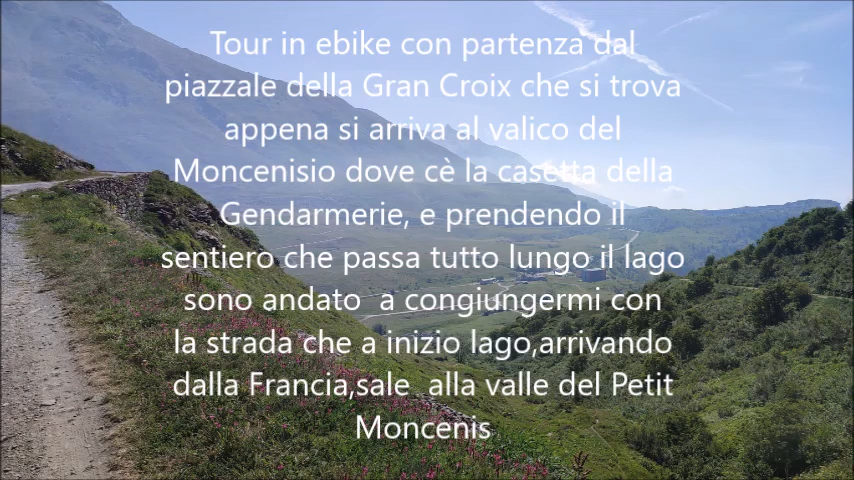 Tour in ebike con partenza dal
piazzale della Gran Croix che si trova
appena si arriva al valico del
Moncenisio dove cè la casetta della
Gendarmerie, e prendendo il
sentiero che passa tutto lungo il lago
sono andato  a congiungermi con
la strada che a inizio lago,arrivando
dalla Francia,sale  alla valle del Petit
Moncenis